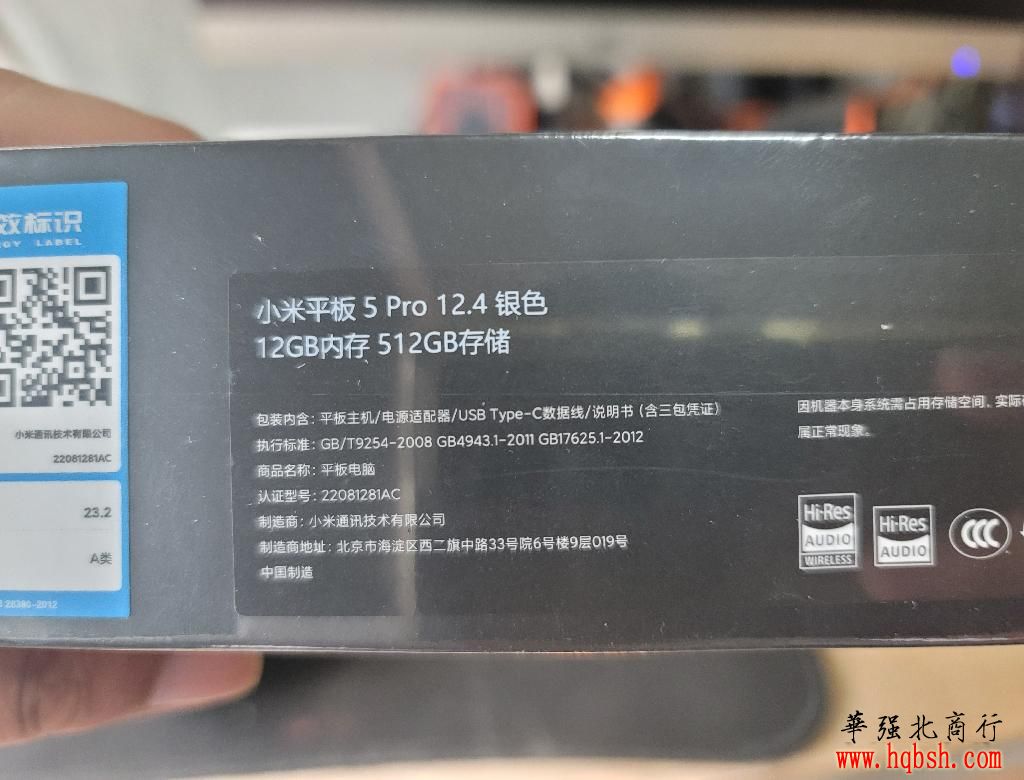 效标识
GY LABEL
小米通讯技术有限公司
22081281AC
23.2
A类
28380-2012
小米平板 5 Pro 12.4 银色
12GB内存 512GB存储
包装内含：平板主机/电源适配器/USB Type-C数据线/说明书（含三包凭证）
执行标准：GB/T9254-2008 GB4943.1-2011 GB17625.1-2012
商品名称：平板电脑
认证型号：22081281AC
制造商：小米通讯技术有限公司
制造商地址：北京市海淀区西二旗中路33号院6号楼9层019号
中国制造
因机器本身系统需占用存储空间，实际
属正常现象。
Hi-Res
AUDIO
WIRELESS
Hi-Res
AUDIO
CCC
華强北商行
www.hqbsh.com